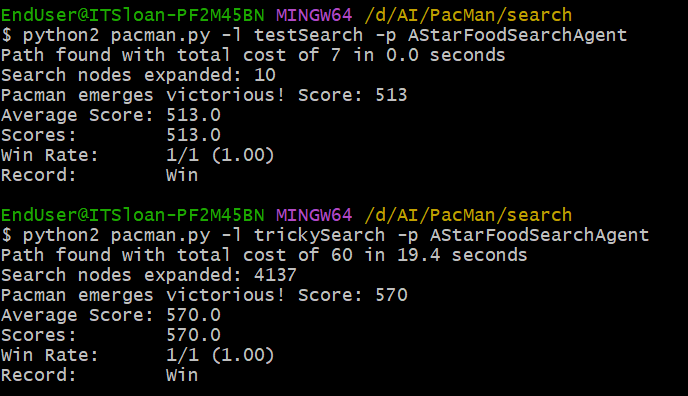 EndUser@ITSloan-PF2M45BN MINGW64 /d/AI/PacMan/search
$ python2 pacman.py -l testSearch -p AStarFoodSearchAgent
Path found with total cost of 7 in 0.0 seconds
Search nodes expanded: 10
Pacman emerges victorious! Score: 513
Average Score: 513.0
Scores:        513.0
Win Rate:      1/1 (1.00)
Record:        Win
EndUser@ITSloan-PF2M45BN MINGW64 /d/AI/PacMan/search
$ python2 pacman.py -l trickySearch -p AStarFoodSearchAgent
Path found with total cost of 60 in 19.4 seconds
Search nodes expanded: 4137
Pacman emerges victorious! Score: 570
Average Score: 570.0
Scores:        570.0
Win Rate:      1/1 (1.00)
Record:        Win